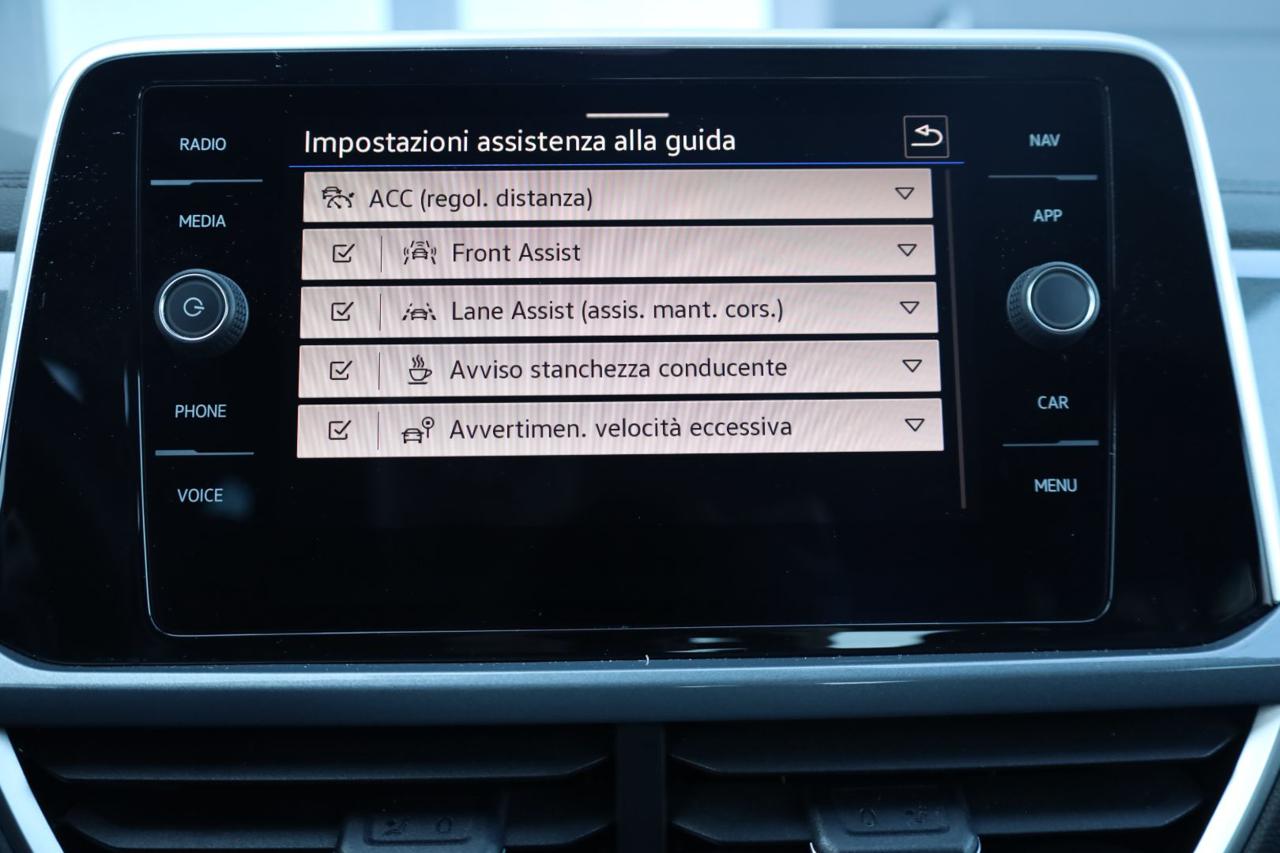 RADIO
MEDIA
PHONE
VOICE
Impostazioni assistenza alla guida
ACC (regol. distanza)
Front Assist
Lane Assist (assis. mant. cors.)
Avviso stanchezza conducente
Avvertimen. velocità eccessiva
NAV
APP
CAR
MENU